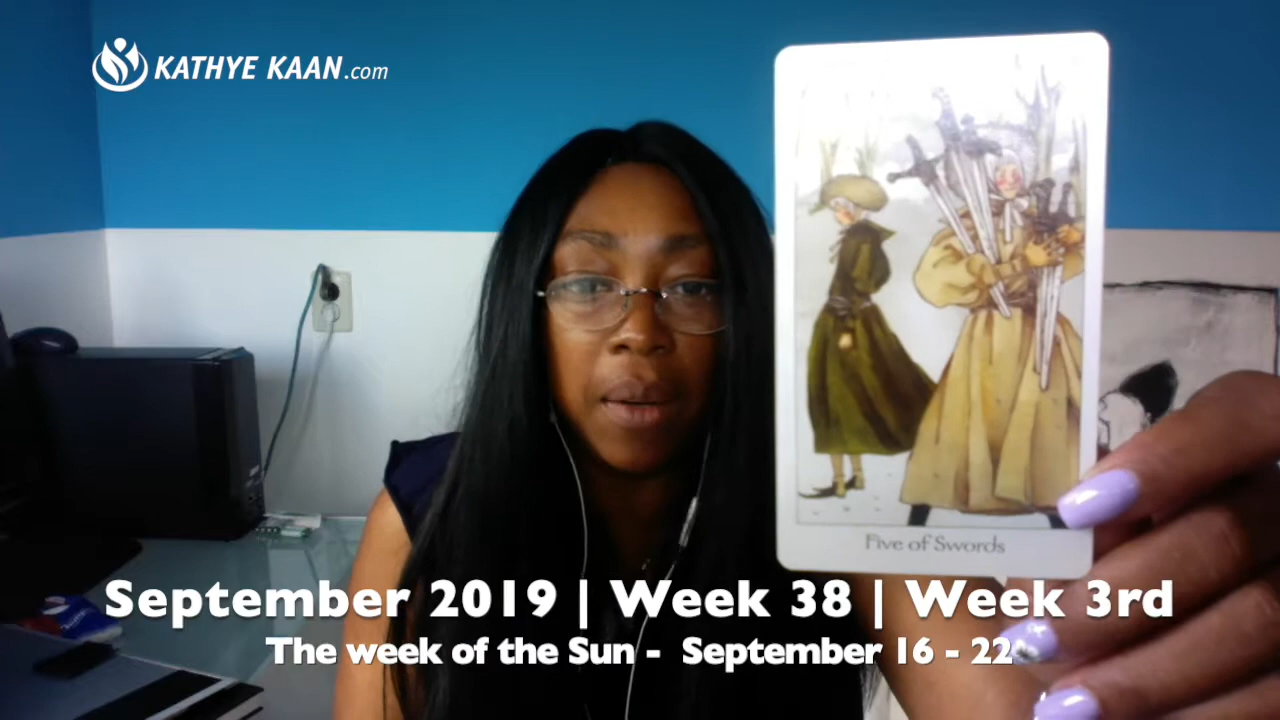 KATHYE KAAN.com
Five of Swords
September 2019 | Week 38 | Week 3rd
The week of the Sun - September 16 - 22